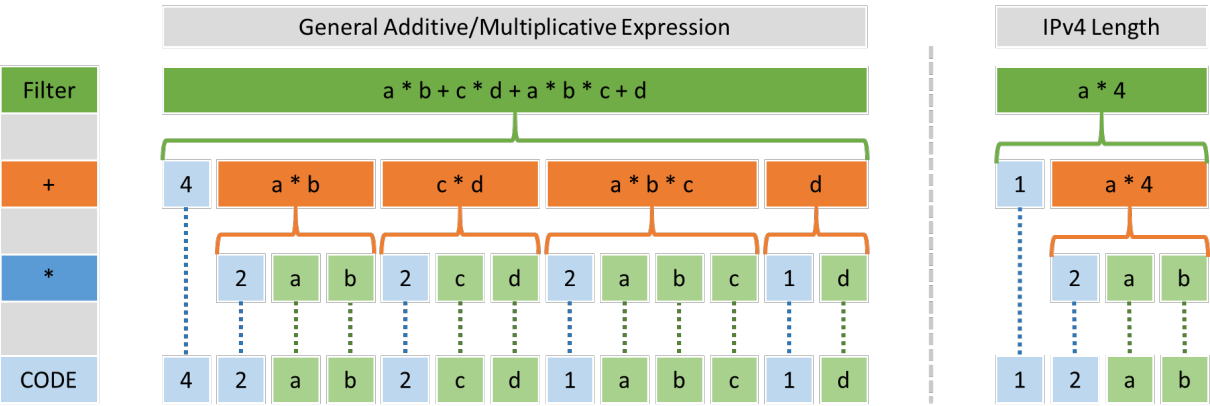 General Additive/Multiplicative Expression IPv4 Length
Filter a * b + c * d + a * b * c + d a * 4
+ 4 a * b c * d a * b * c d 1 a * 4
* 2 a b 2 c d 2 a b c 1 d 2 a b
CODE 4 2 a b 2 c d 1 a b c 1 d 1 2 a b